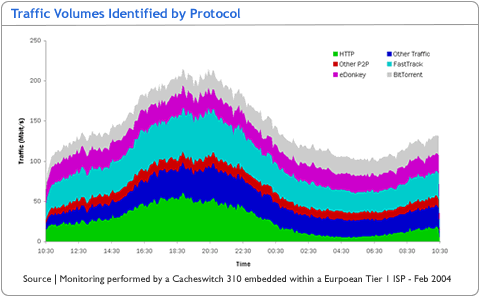 Traffic Volumes Identified by Protocol
250
200
150
100
50
0
Traffic (Mbit/s)
HTTP
Other Traffic
Other P2P
FastTrack
eDonkey
BitTorrent
10:30 12:30 14:30 16:30 18:30 20:30 22:30 00:30 02:30 04:30 06:30 08:30 10:30
Time
Source | Monitoring performed by a Cacheswitch 310 embedded within a Eurpoean Tier 1 ISP - Feb 2004